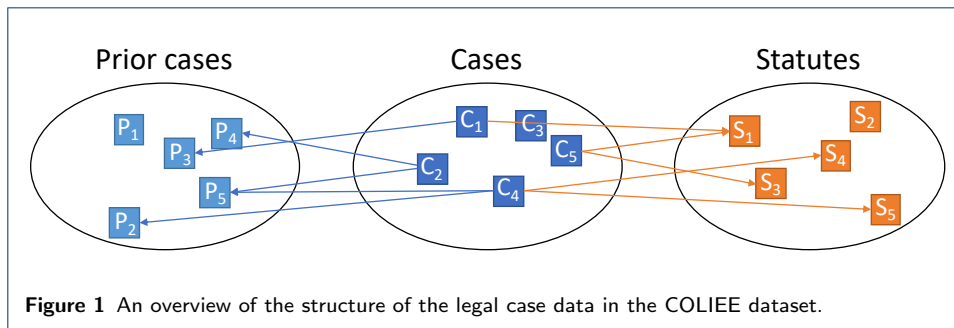 Prior cases Cases Statutes
P1 P4 C1 C3 S1 S2
P3 C5 S4
P5 C2 C4 S3
P2 S5
Figure 1 An overview of the structure of the legal case data in the COLIEE dataset.